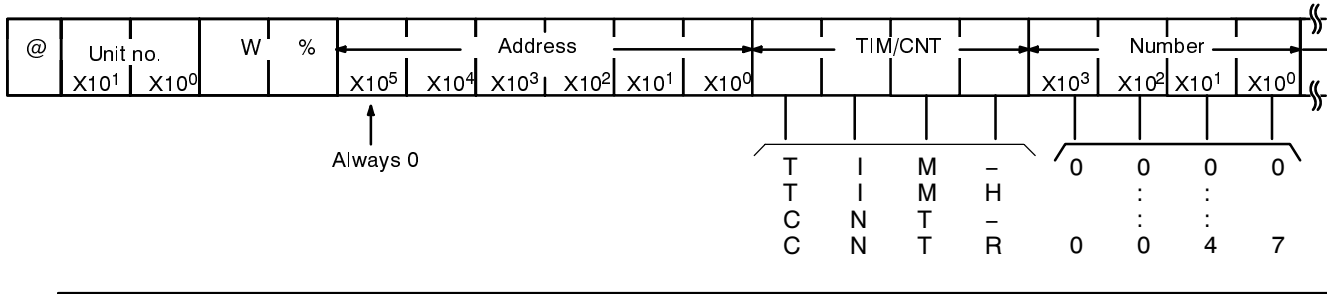 @ Unit no. W % Address TIM/CNT Number
X10¹ X10⁰ X10⁵ X10⁴ X10³ X10² X10¹ X10⁰ X10³ X10² X10¹ X10⁰
Always 0
T I M – 0 0 0 0
T I M H : :
C N T – : :
C N T R 0 0 4 7